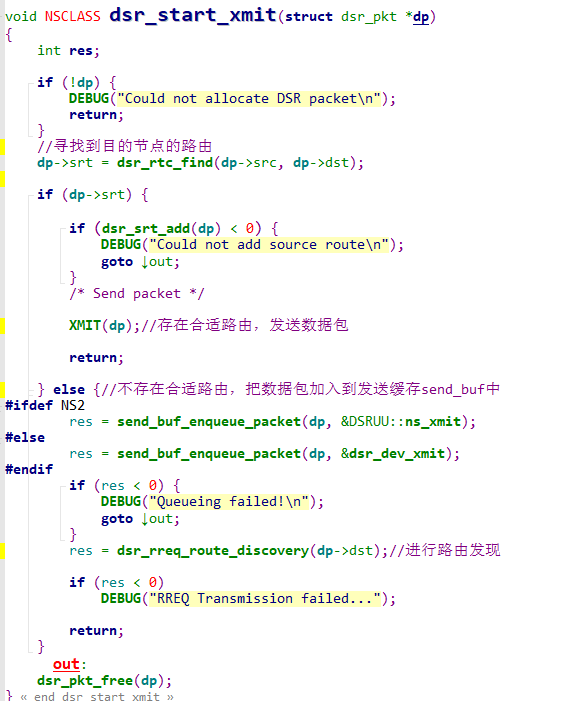 void NSCLASS dsr_start_xmit(struct dsr_pkt *dp)
{
int res;
if (!dp) {
DEBUG("Could not allocate DSR packet\n");
return;
}
//寻找到目的节点的路由
dp->srt = dsr_rtc_find(dp->src, dp->dst);
if (dp->srt) {
if (dsr_srt_add(dp) < 0) {
DEBUG("Could not add source route\n");
goto ↓out;
}
/* Send packet */
XMIT(dp);//存在合适路由，发送数据包
return;
} else {//不存在合适路由，把数据包加入到发送缓存send_buf中
#ifdef NS2
res = send_buf_enqueue_packet(dp, &DSRUU::ns_xmit);
#else
res = send_buf_enqueue_packet(dp, &dsr_dev_xmit);
#endif
if (res < 0) {
DEBUG("Queueing failed!\n");
goto ↓out;
}
res = dsr_rreq_route_discovery(dp->dst);//进行路由发现
if (res < 0)
DEBUG("RREQ Transmission failed...");
return;
}
out:
dsr_pkt_free(dp);
} « end dsr_start_xmit »